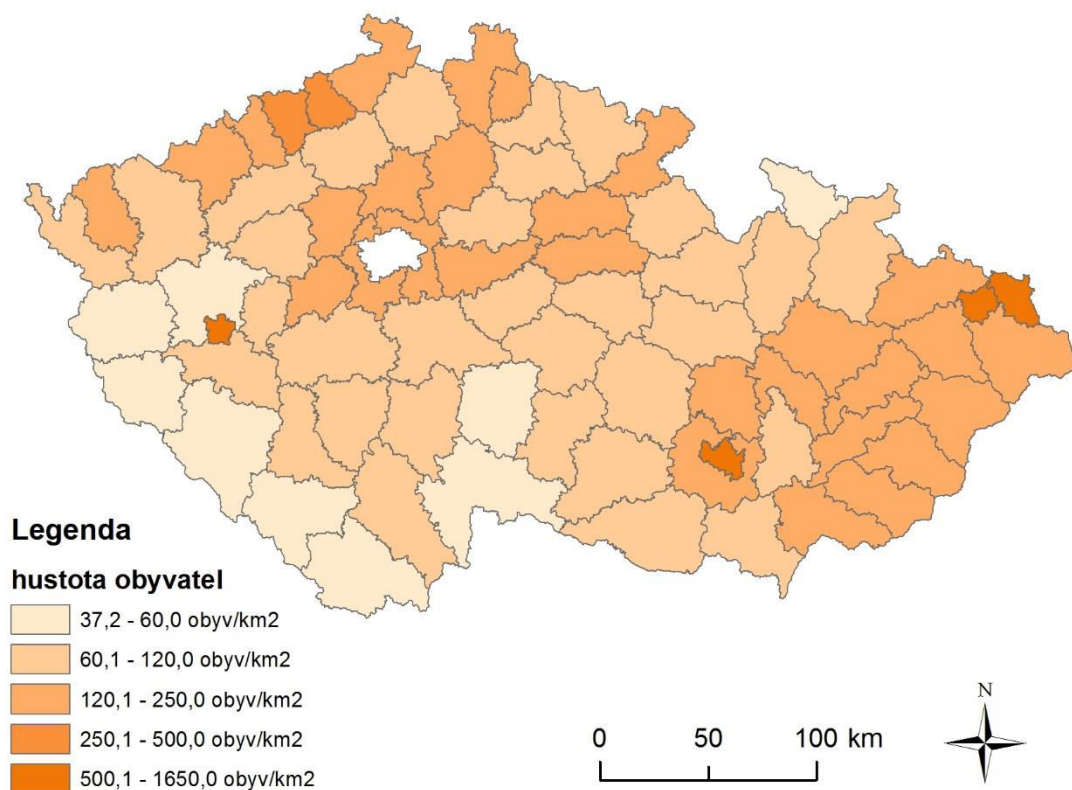 Legenda
hustota obyvatel
37,2 - 60,0 obyv/km2
60,1 - 120,0 obyv/km2
120,1 - 250,0 obyv/km2
250,1 - 500,0 obyv/km2
500,1 - 1650,0 obyv/km2
0 50 100 km
N